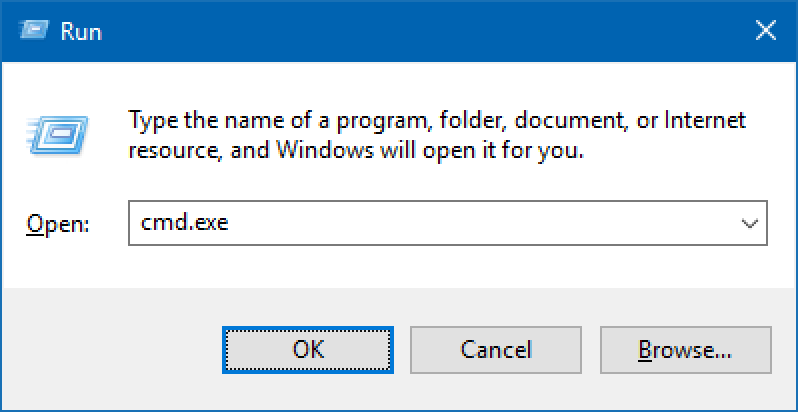 Run
Type the name of a program, folder, document, or Internet
resource, and Windows will open it for you.
Open: cmd.exe
OK Cancel Browse...